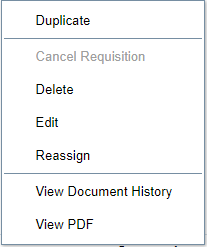 Duplicate
Cancel Requisition
Delete
Edit
Reassign
View Document History
View PDF